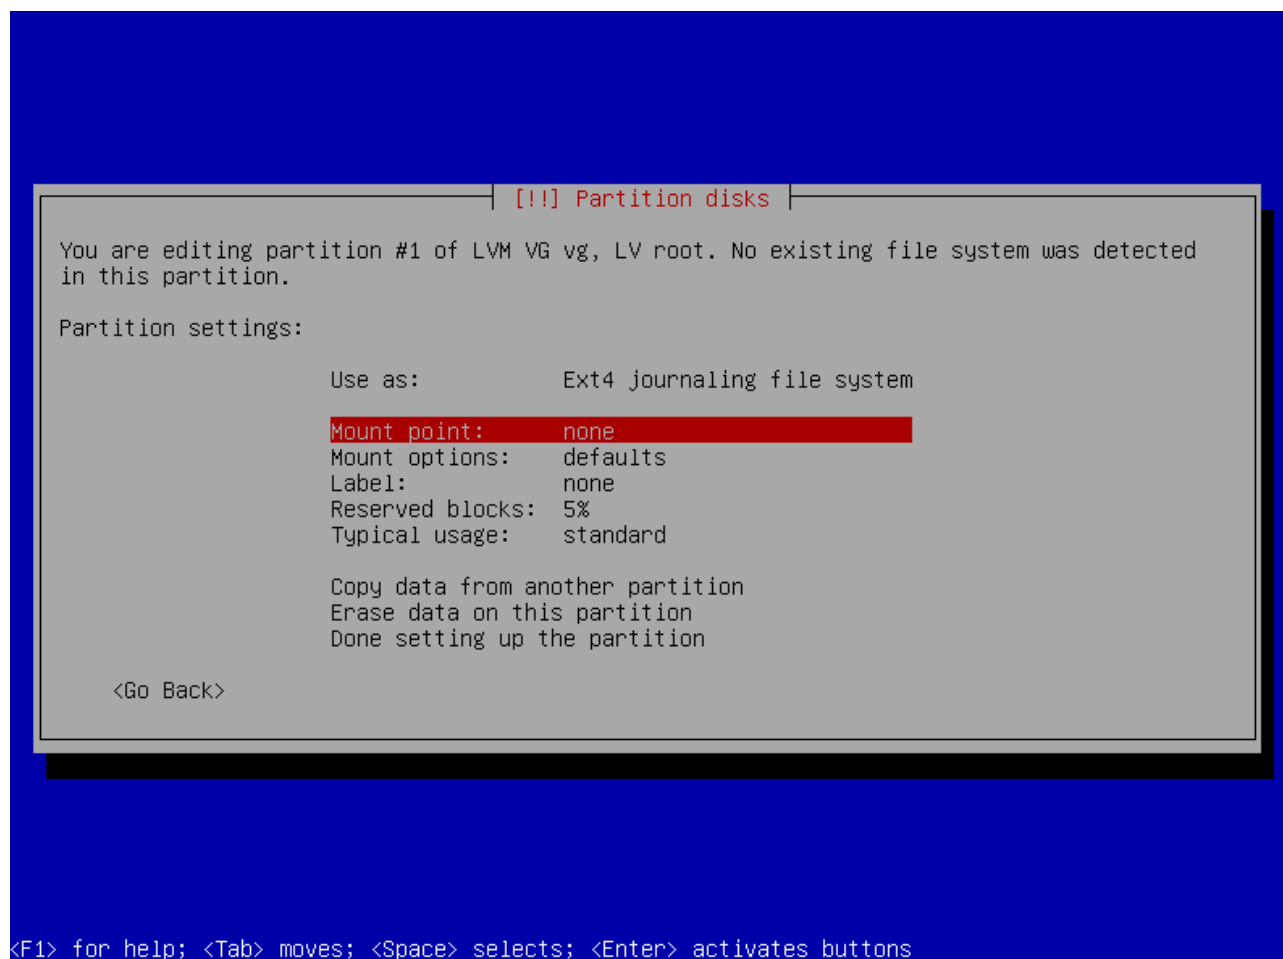 [!!] Partition disks
You are editing partition #1 of LVM VG vg, LV root. No existing file system was detected
in this partition.
Partition settings:
Use as: Ext4 journaling file system
Mount point: none
Mount options: defaults
Label: none
Reserved blocks: 5%
Typical usage: standard
Copy data from another partition
Erase data on this partition
Done setting up the partition
<Go Back>
<F1> for help; <Tab> moves; <Space> selects; <Enter> activates buttons